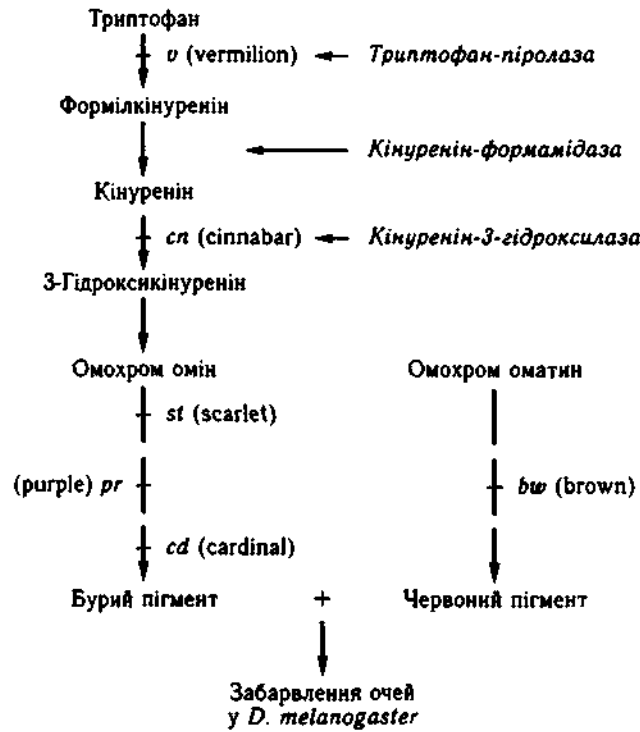 Триптофан
v (vermilion)
Триптофан-піролаза
Формілкінуренін
Кінуренін-формамідаза
Кінуренін
cn (cinnabar)
Кінуренін-3-гідроксилаза
3-Гідроксикінуренін
Омохром омін
Омохром оматин
st (scarlet)
(purple) pr
bw (brown)
cd (cardinal)
Бурий пігмент + Червоний пігмент
Забарвлення очей
у D. melanogaster